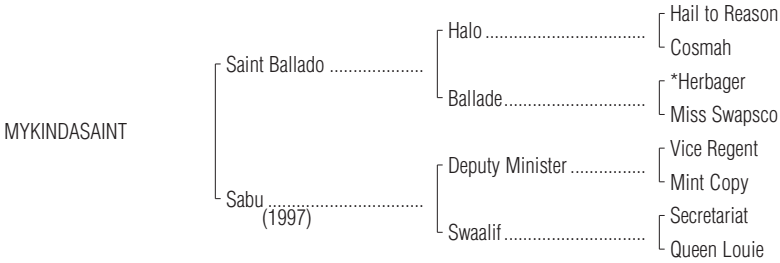 Hail to Reason
Halo
Cosmah
Saint Ballado
*Herbager
Ballade
Miss Swapsco
MYKINDASAINT
Vice Regent
Deputy Minister
Mint Copy
Sabu
(1997)
Secretariat
Swaalif
Queen Louie